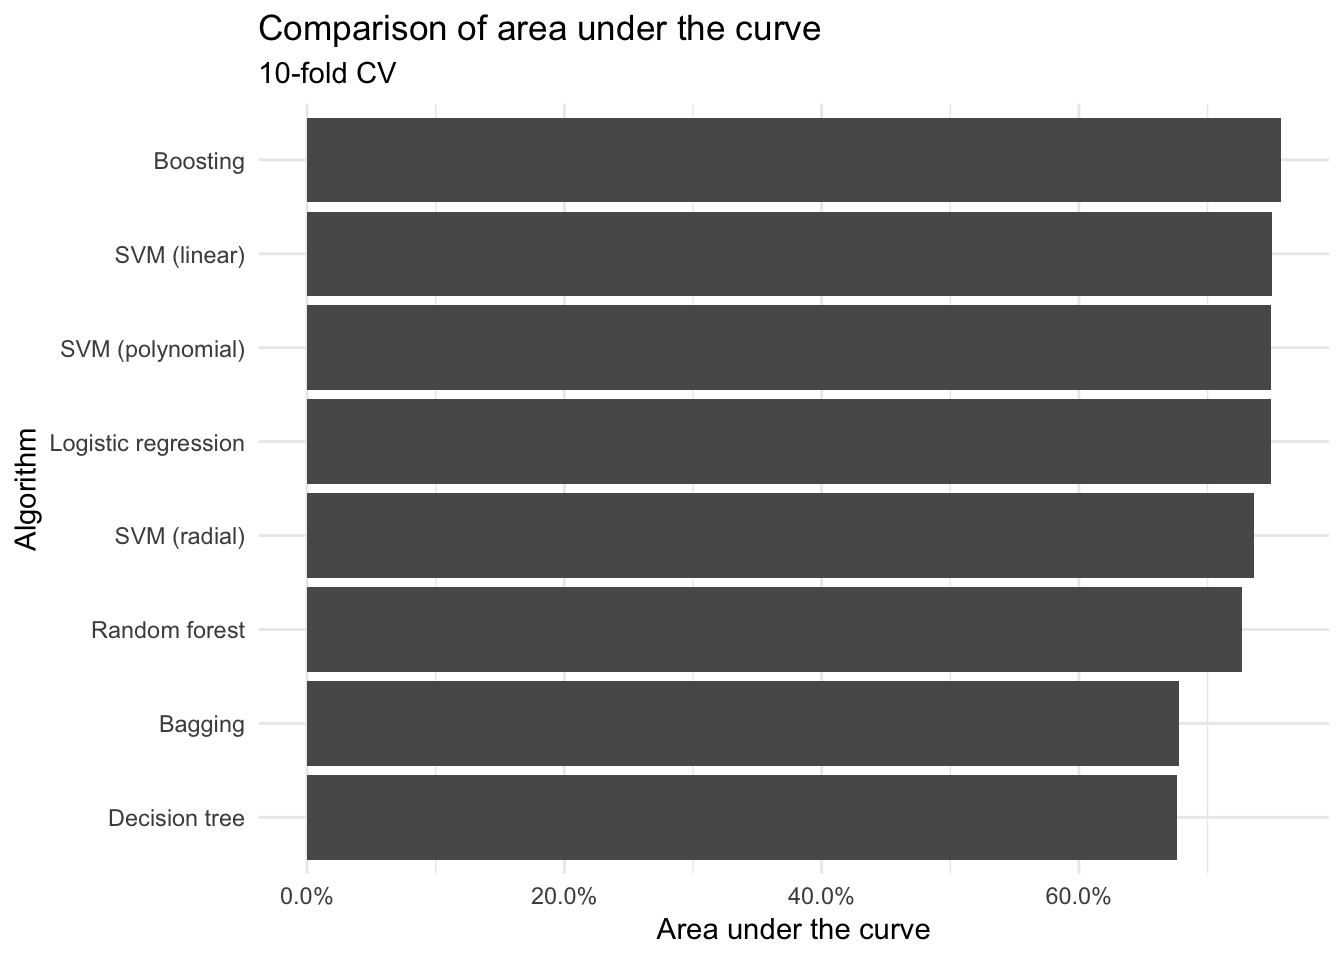 Comparison of area under the curve
10-fold CV
Algorithm
Boosting
SVM (linear)
SVM (polynomial)
Logistic regression
SVM (radial)
Random forest
Bagging
Decision tree
0.0% 20.0% 40.0% 60.0%
Area under the curve